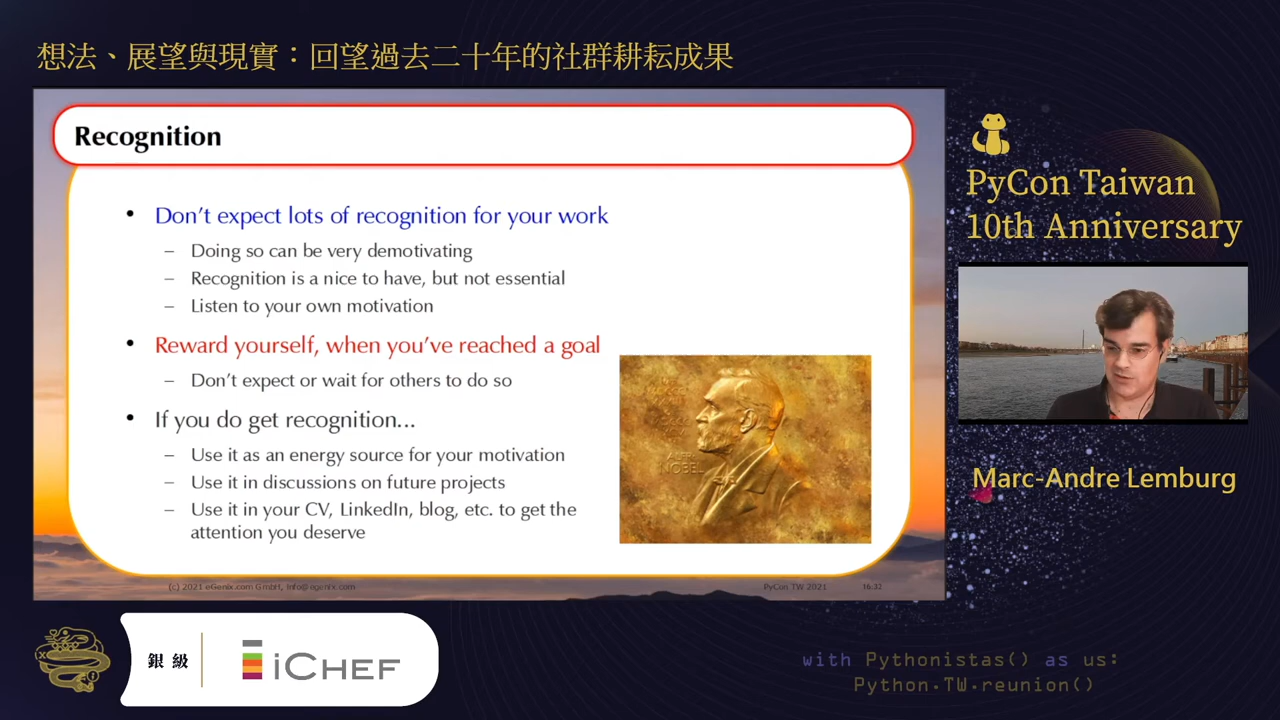 想法、展望與現實：回望過去二十年的社群耕耘成果
Recognition
• Don't expect lots of recognition for your work
– Doing so can be very demotivating
– Recognition is a nice to have, but not essential
– Listen to your own motivation
• Reward yourself, when you've reached a goal
– Don't expect or wait for others to do so
• If you do get recognition...
– Use it as an energy source for your motivation
– Use it in discussions on future projects
– Use it in your CV, LinkedIn, blog, etc. to get the
attention you deserve
NOBEL
(c) 2021 eGenix.com GmbH, info@egenix.com
PyCon TW 2021
16:32
PyCon Taiwan
10th Anniversary
Marc-Andre Lemburg
銀級
iCHEF
with Pythonistas() as us:
Python.TW.reunion()